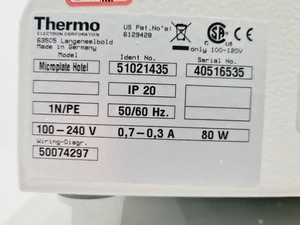 Thermo
ELECTRON CORPORATION
63505 Langenselbold
Made in Germany
US Pat.No's:
6129428
only 100-120V
Model Type
Ident No.
Serial No.
Microplate Hotel
51021435
40516535
IP 20
1N/PE
50/60 Hz.
100-240 V
0,7-0,3 A
80 W
Wiring-Diagr.
50074297